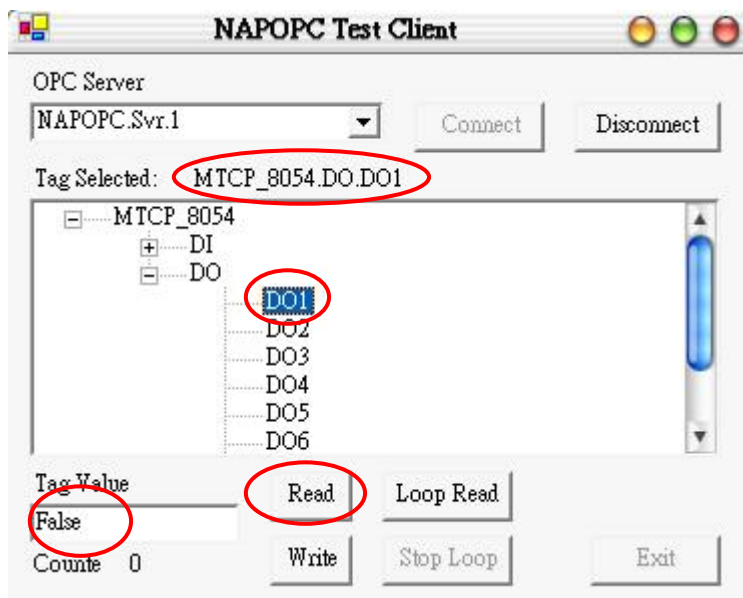 NAPOPC Test Client
OPC Server
NAPOPC.Svr.1
Connect
Disconnect
Tag Selected: MTCP_8054.DO.DO1
MTCP_8054
DI
DO
DO1
DO2
DO3
DO4
DO5
DO6
Tag Value
Read
Loop Read
False
Counte 0
Write
Stop Loop
Exit